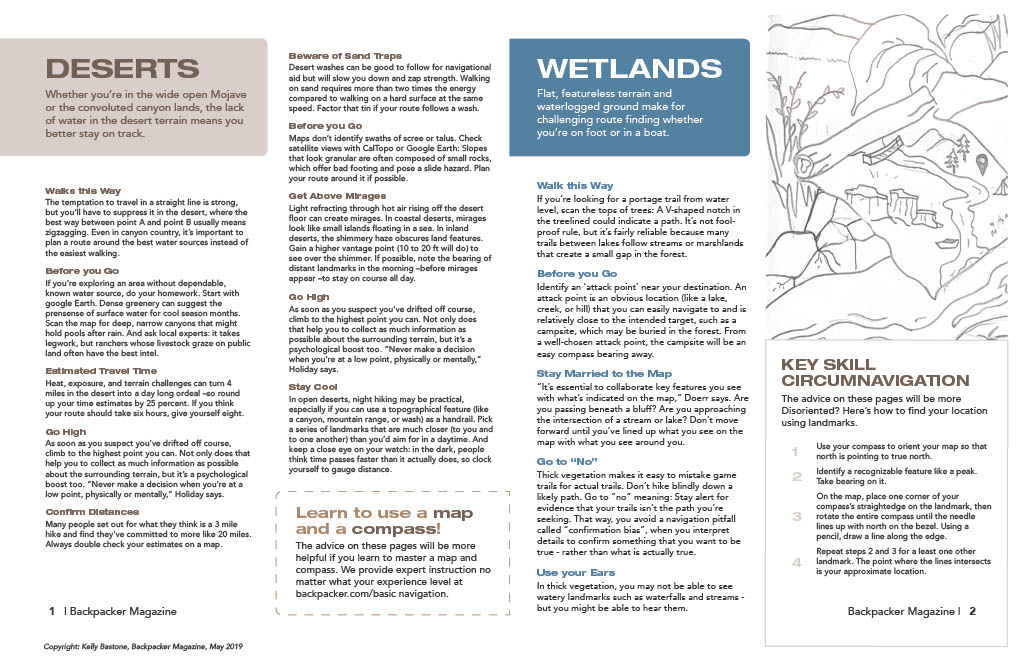 DESERTS
Whether you're in the wide open Mojave
or the convoluted canyon lands, the lack
of water in the desert terrain means you
better stay on track.
Walks this Way
The temptation to travel in a straight line is strong,
but you'll have to suppress it in the desert, where the
best way between point A and point B usually means
zigzagging. Even in canyon country, it's important to
plan a route around the best water sources instead of
the easiest walking.
Before you Go
If you're exploring an area without dependable,
known water source, do your homework. Start with
google Earth. Dense greenery can suggest the
prensense of surface water for cool season months.
Scan the map for deep, narrow canyons that might
hold pools after rain. And ask local experts: it takes
legwork, but ranchers whose livestock graze on public
land often have the best intel.
Estimated Travel Time
Heat, exposure, and terrain challenges can turn 4
miles in the desert into a day long ordeal –so round
up your time estimates by 25 percent. If you think
your route should take six hours, give yourself eight.
Go High
As soon as you suspect you've drifted off course,
climb to the highest point you can. Not only does that
help you to collect as much information as possible
about the surrounding terrain, but it's a psychological
boost too. "Never make a decision when you're at a
low point, physically or mentally," Holiday says.
Confirm Distances
Many people set out for what they think is a 3 mile
hike and find they've committed to more like 20 miles.
Always double check your estimates on a map.
1 | Backpacker Magazine
Copyright: Kelly Bastone, Backpacker Magazine, May 2019
Beware of Sand Traps
Desert washes can be good to follow for navigational
aid but will slow you down and zap strength. Walking
on sand requires more than two times the energy
compared to walking on a hard surface at the same
speed. Factor that tin if your route follows a wash.
Before you Go
Maps don't identify swaths of scree or talus. Check
satellite views with CalTopo or Google Earth: Slopes
that look granular are often composed of small rocks,
which offer bad footing and pose a slide hazard. Plan
your route around it if possible.
Get Above Mirages
Light refracting through hot air rising off the desert
floor can create mirages. In coastal deserts, mirages
look like small islands floating in a sea. In inland
deserts, the shimmery haze obscures land features.
Gain a higher vantage point (10 to 20 ft will do) to
see over the shimmer. If possible, note the bearing of
distant landmarks in the morning –before mirages
appear –to stay on course all day.
Go High
As soon as you suspect you've drifted off course,
climb to the highest point you can. Not only does
that help you to collect as much information as
possible about the surrounding terrain, but it's a
psychological boost too. "Never make a decision
when you're at a low point, physically or mentally,"
Holiday says.
Stay Cool
In open deserts, night hiking may be practical,
especially if you can use a topographical feature (like
a canyon, mountain range, or wash) as a handrail. Pick
a series of landmarks that are much closer (to you and
to one another) than you'd aim for in a daytime. And
keep a close eye on your watch: in the dark, people
think time passes faster than it actually does, so clock
yourself to gauge distance.
Learn to use a map
and a compass!
The advice on these pages will be more
helpful if you learn to master a map and
compass. We provide expert instruction no
matter what your experience level at
backpacker.com/basic navigation.
WETLANDS
Flat, featureless terrain and
waterlogged ground make for
challenging route finding whether
you're on foot or in a boat.
Walk this Way
If you're looking for a portage trail from water
level, scan the tops of trees: A V-shaped notch in
the treelined could indicate a path. It's not fool-
proof rule, but it's fairly reliable because many
trails between lakes follow streams or marshlands
that create a small gap in the forest.
Before you Go
Identify an 'attack point' near your destination. An
attack point is an obvious location (like a lake,
creek, or hill) that you can easily navigate to and is
relatively close to the intended target, such as a
campsite, which may be buried in the forest. From
a well-chosen attack point, the campsite will be an
easy compass bearing away.
Stay Married to the Map
"It's essential to collaborate key features you see
with what's indicated on the map," Doerr says. Are
you passing beneath a bluff? Are you approaching
the intersection of a stream or lake? Don't move
forward until you've lined up what you see on the
map with what you see around you.
Go to "No"
Thick vegetation makes it easy to mistake game
trails for actual trails. Don't hike blindly down a
likely path. Go to "no" meaning: Stay alert for
evidence that your trails isn't the path you're
seeking. That way, you avoid a navigation pitfall
called "confirmation bias", when you interpret
details to confirm something that you want to be
true - rather than what is actually true.
Use your Ears
In thick vegetation, you may not be able to see
watery landmarks such as waterfalls and streams -
but you might be able to hear them.
KEY SKILL
CIRCUMNAVIGATION
The advice on these pages will be more
Disoriented? Here's how to find your location
using landmarks.
1 Use your compass to orient your map so that
north is pointing to true north.
2 Identify a recognizable feature like a peak.
Take bearing on it.
3 On the map, place one corner of your
compass's straightedge on the landmark, then
rotate the entire compass until the needle
lines up with north on the bezel. Using a
pencil, draw a line along the edge.
4 Repeat steps 2 and 3 for a least one other
landmark. The point where the lines intersects
is your approximate location.
Backpacker Magazine | 2